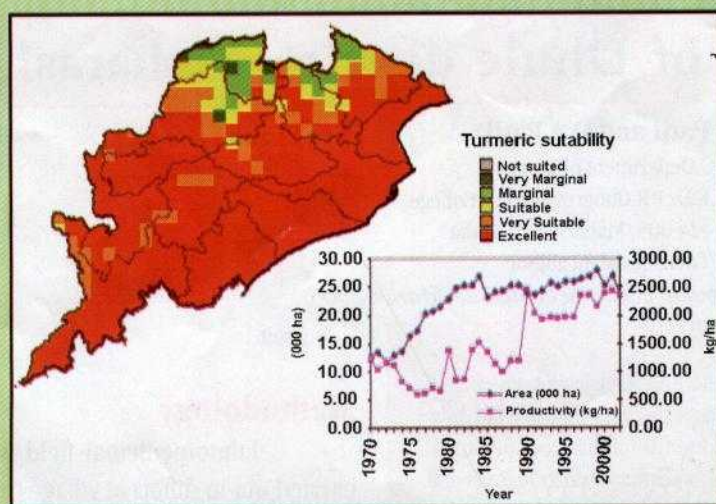 Turmeric sutability
Not suited
Very Marginal
Marginal
Suitable
Very Suitable
Excellent
30.00
25.00
20.00
15.00
10.00
5.00
0.00
(000 ha)
3000.00
2500.00
2000.00
1500.00
1000.00
500.00
0.00
kg/ha
Area (000 ha)
Productivity (kg/ha)
1970
1975
1980
1985
1990
1995
20000
Year